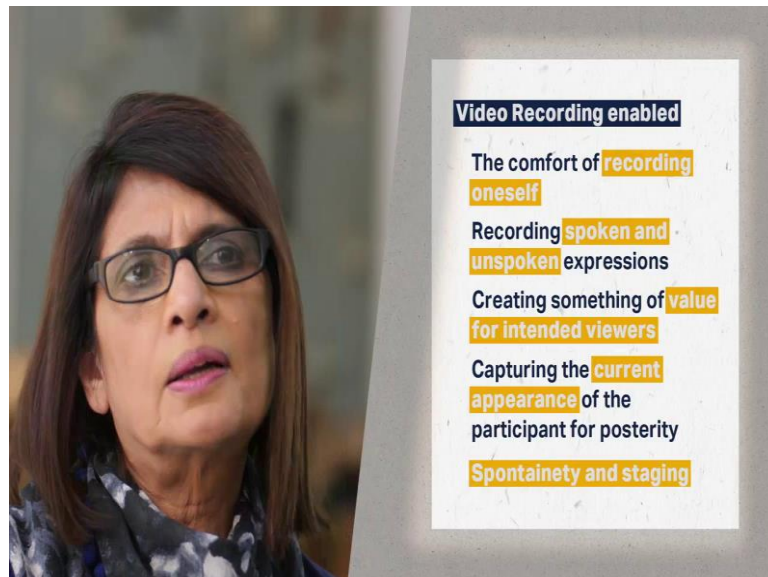 Video Recording enabled
The comfort of recording
oneself
Recording spoken and
unspoken expressions
Creating something of value
for intended viewers
Capturing the current
appearance of the
participant for posterity
Spontainety and staging